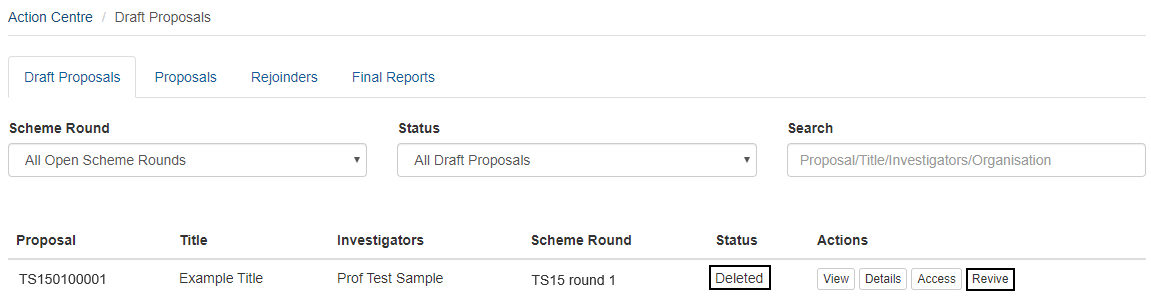 Action Centre / Draft Proposals
Draft Proposals Proposals Rejoinders Final Reports
Scheme Round Status Search
All Open Scheme Rounds All Draft Proposals Proposal/Title/Investigators/Organisation
Proposal Title Investigators Scheme Round Status Actions
TS150100001 Example Title Prof Test Sample TS15 round 1 Deleted View Details Access Revive